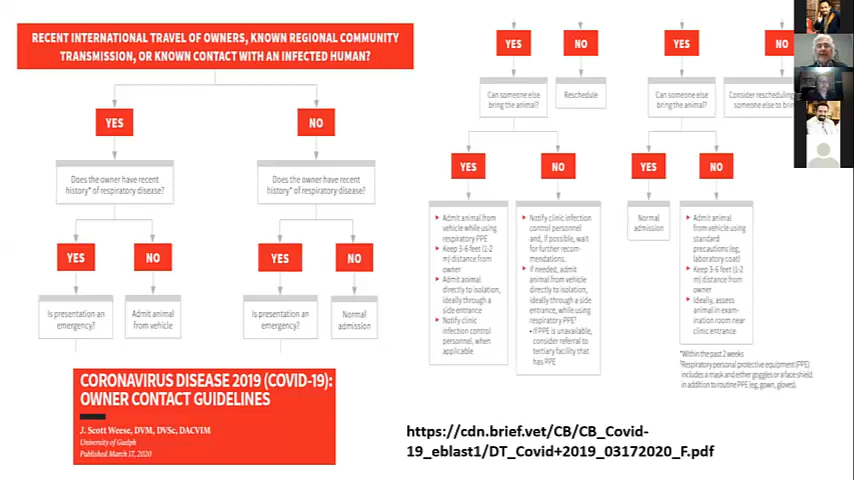 RECENT INTERNATIONAL TRAVEL OF OWNERS, KNOWN REGIONAL COMMUNITY
TRANSMISSION, OR KNOWN CONTACT WITH AN INFECTED HUMAN?
YES
NO
Does the owner have recent
history* of respiratory disease?
Does the owner have recent
history* of respiratory disease?
YES
NO
YES
NO
Is presentation an
emergency?
Admit animal
from vehicle
Is presentation an
emergency?
Normal
admission
CORONAVIRUS DISEASE 2019 (COVID-19):
OWNER CONTACT GUIDELINES
J. Scott Weese, DVM, DVSc, DACVIM
University of Guelph
Published March 17, 2020
YES
NO
YES
NO
Can someone else
bring the animal?
Reschedule
Can someone else
bring the animal?
Consider rescheduling
someone else to
YES
NO
YES
NO
Admit animal from
vehicle while using
respiratory PPE
Keep 3-6 feet (1-2
m) distance from
owner
Admit animal
directly to isolation,
ideally through a
side entrance
Notify clinic
infection control
personnel, when
applicable
Notify clinic infection
control personnel
and, if possible, wait
for further recom-
mendations.
If needed, admit
animal from vehicle
directly to isolation,
ideally through a side
entrance, while using
respiratory PPE†
• If PPE is unavailable,
consider referral to
tertiary facility that
has PPE
Normal
admission
Admit animal
from vehicle using
standard
precautions (eg,
laboratory coat)
Keep 3-6 feet (1-2
m) distance from
owner
Ideally, assess
animal in exam-
ination room near
clinic entrance
*Within the past 2 weeks
†Respiratory personal protective equipment (PPE)
includes a mask and either goggles or a face shield
in addition to routine PPE (eg, gown, gloves).
https://cdn.brief.vet/CB/CB_Covid-
19_eblast1/DT_Covid+2019_03172020_F.pdf